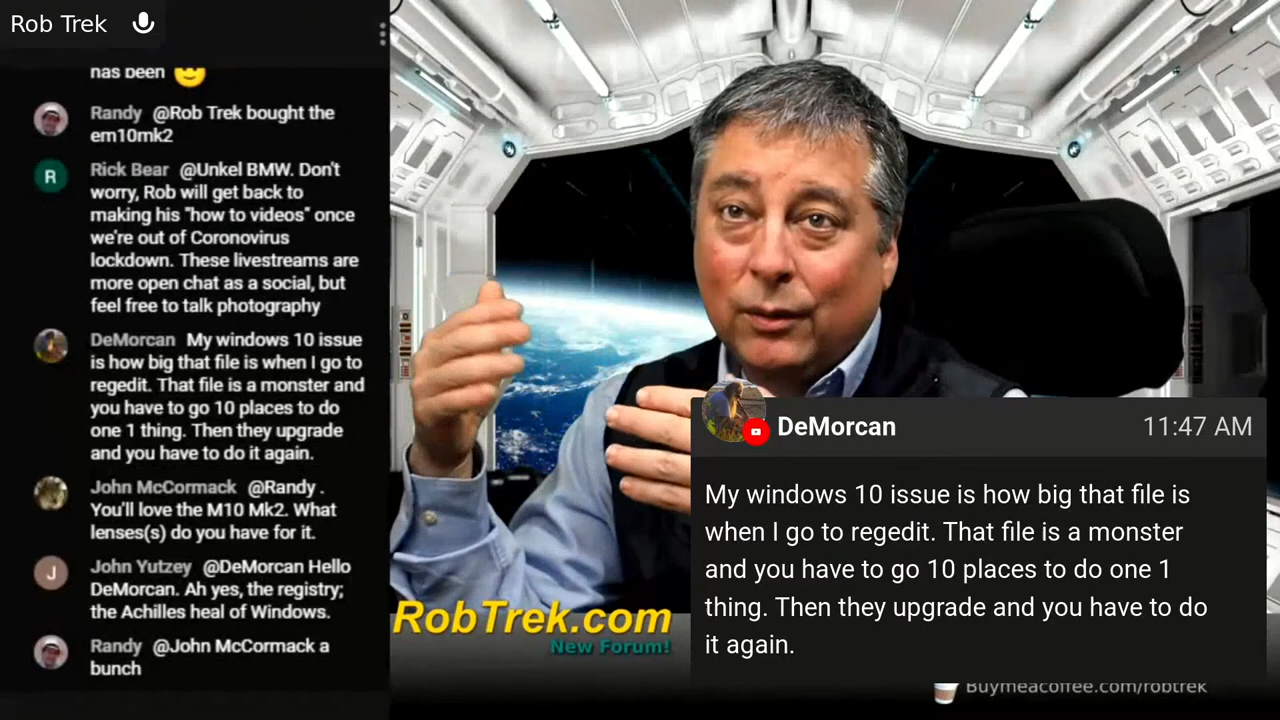 Rob Trek
has been
Randy @Rob Trek bought the
em10mk2
R
Rick Bear @Unkel BMW. Don't
worry, Rob will get back to
making his "how to videos" once
we're out of Coronovirus
lockdown. These livestreams are
more open chat as a social, but
feel free to talk photography
DeMorcan My windows 10 issue
is how big that file is when I go to
regedit. That file is a monster and
you have to go 10 places to do
one 1 thing. Then they upgrade
and you have to do it again.
John McCormack @Randy .
You'll love the M10 Mk2. What
lenses(s) do you have for it.
J
John Yutzey @DeMorcan Hello
DeMorcan. Ah yes, the registry;
the Achilles heal of Windows.
Randy @John McCormack a
bunch
DeMorcan 11:47 AM
My windows 10 issue is how big that file is
when I go to regedit. That file is a monster
and you have to go 10 places to do one 1
thing. Then they upgrade and you have to do
it again.
RobTrek.com
New Forum!
Buymeacoffee.com/robtrek